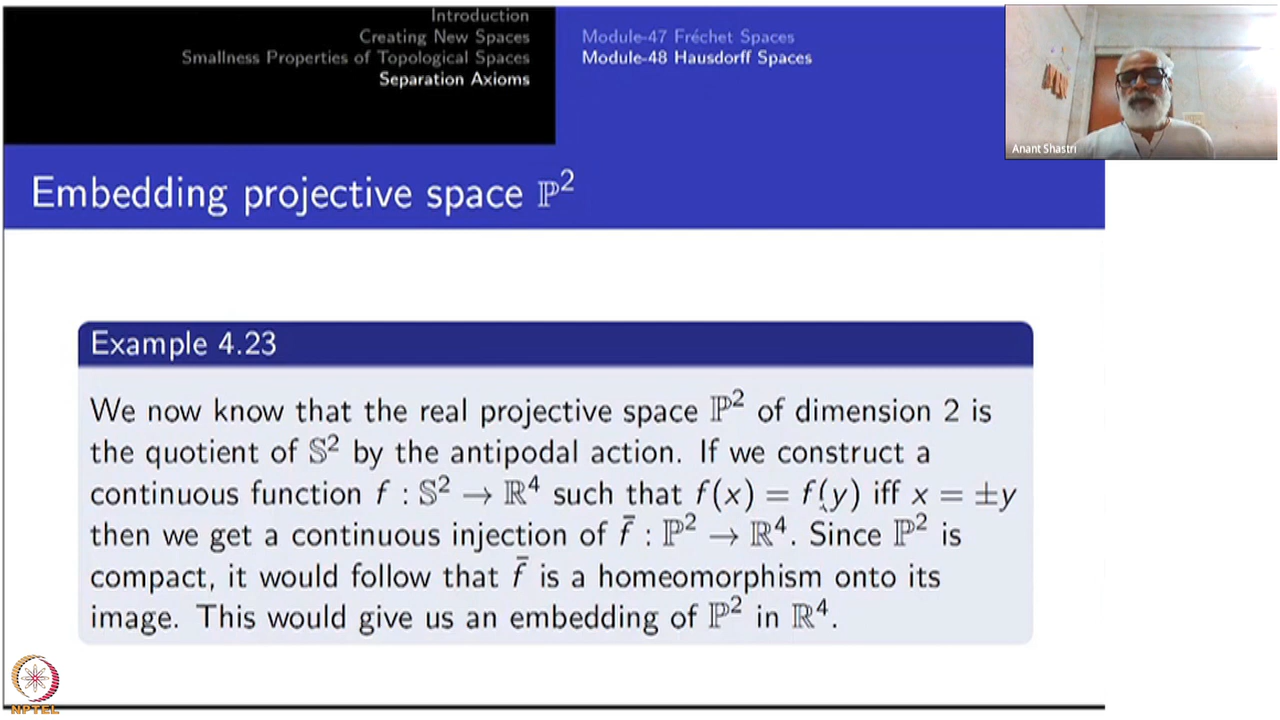 Introduction
Creating New Spaces
Smallness Properties of Topological Spaces
Separation Axioms
Module-47 Fréchet Spaces
Module-48 Hausdorff Spaces
Anant Shastri
Embedding projective space ℙ²
Example 4.23
We now know that the real projective space ℙ² of dimension 2 is
the quotient of 𝕊² by the antipodal action. If we construct a
continuous function f : 𝕊² → ℝ⁴ such that f(x) = f(y) iff x = ±y
then we get a continuous injection of f̄ : ℙ² → ℝ⁴. Since ℙ² is
compact, it would follow that f̄ is a homeomorphism onto its
image. This would give us an embedding of ℙ² in ℝ⁴.
NPTEL